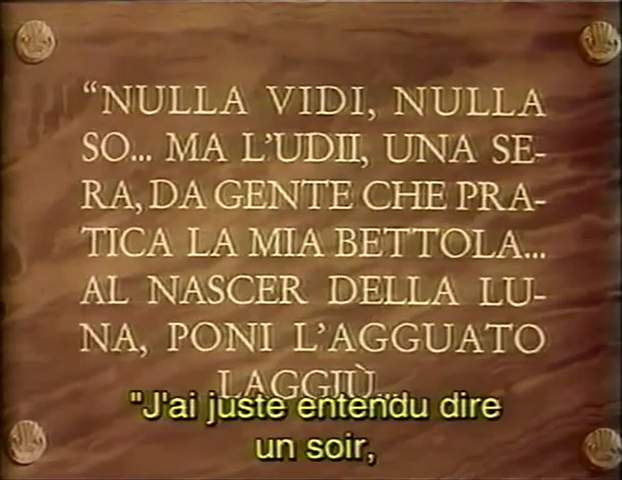 “NULLA VIDI, NULLA
SO... MA L'UDII, UNA SE-
RA, DA GENTE CHE PRA-
TICA LA MIA BETTOLA...
AL NASCER DELLA LU-
NA, PONI L'AGGUATO
LAGGIÙ...
"J'ai juste entendu dire
un soir,